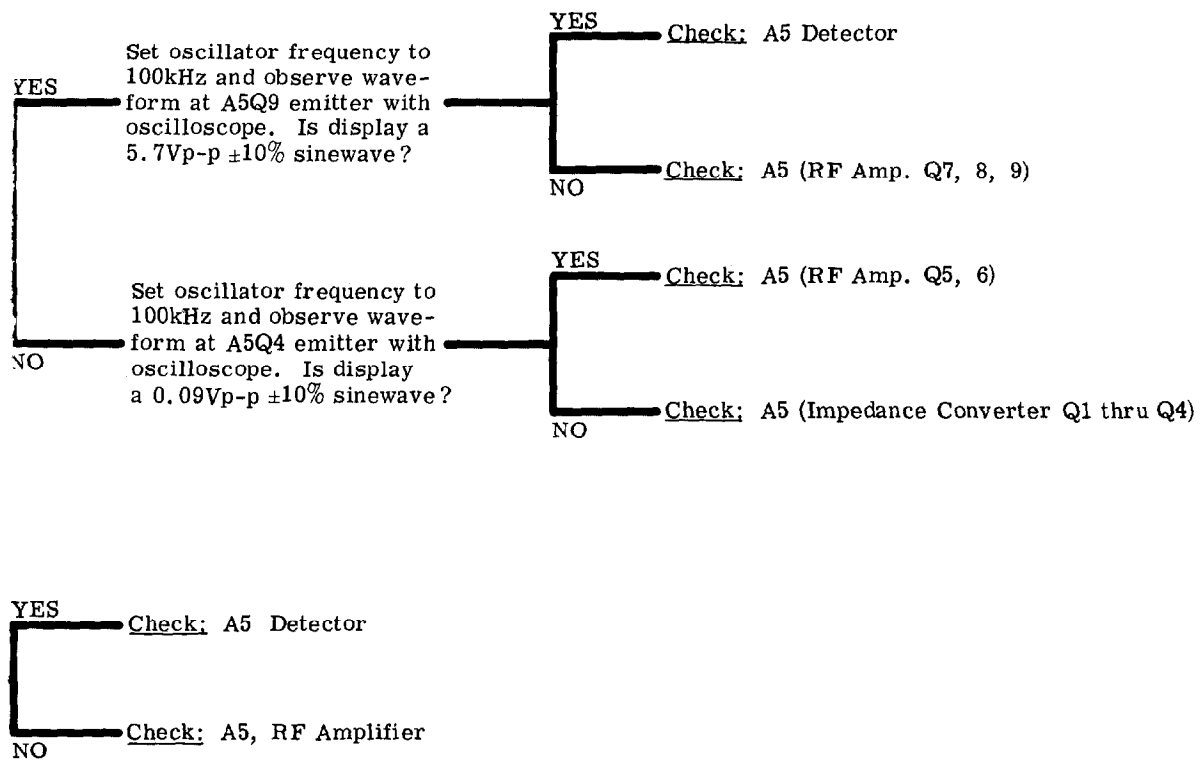 YES
Set oscillator frequency to
100kHz and observe wave-
form at A5Q9 emitter with
oscilloscope. Is display a
5.7Vp-p ±10% sinewave?
YES
Check: A5 Detector
NO
Check: A5 (RF Amp. Q7, 8, 9)
NO
Set oscillator frequency to
100kHz and observe wave-
form at A5Q4 emitter with
oscilloscope. Is display
a 0.09Vp-p ±10% sinewave?
YES
Check: A5 (RF Amp. Q5, 6)
NO
Check: A5 (Impedance Converter Q1 thru Q4)
YES
Check: A5 Detector
NO
Check: A5, RF Amplifier